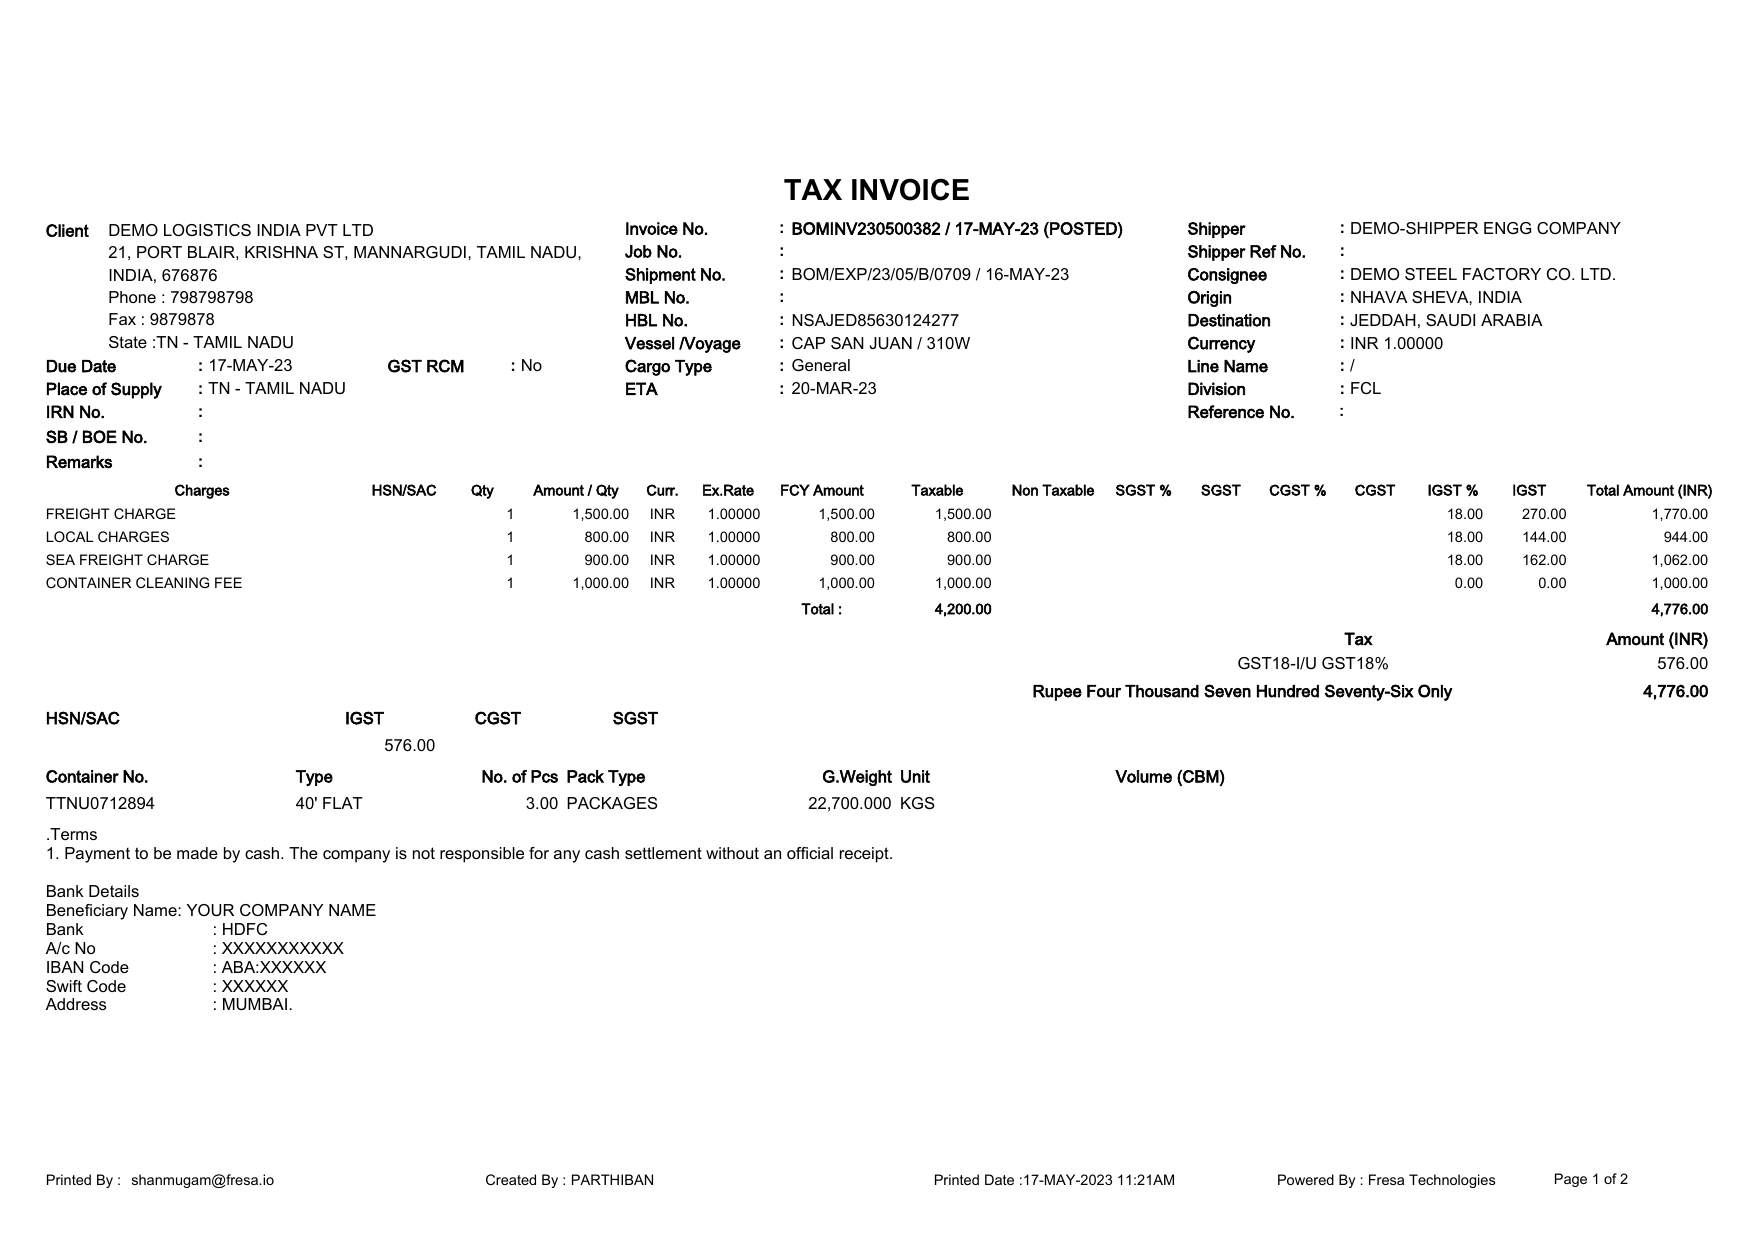 TAX INVOICE
Client DEMO LOGISTICS INDIA PVT LTD
21, PORT BLAIR, KRISHNA ST, MANNARGUDI, TAMIL NADU,
INDIA, 676876
Phone : 798798798
Fax : 9879878
State :TN - TAMIL NADU
Due Date : 17-MAY-23 GST RCM : No
Place of Supply : TN - TAMIL NADU
IRN No. :
SB / BOE No. :
Remarks :
Invoice No. : BOMINV230500382 / 17-MAY-23 (POSTED)
Job No. :
Shipment No. : BOM/EXP/23/05/B/0709 / 16-MAY-23
MBL No. :
HBL No. : NSAJED85630124277
Vessel /Voyage : CAP SAN JUAN / 310W
Cargo Type : General
ETA : 20-MAR-23
Shipper : DEMO-SHIPPER ENGG COMPANY
Shipper Ref No. :
Consignee : DEMO STEEL FACTORY CO. LTD.
Origin : NHAVA SHEVA, INDIA
Destination : JEDDAH, SAUDI ARABIA
Currency : INR 1.00000
Line Name : /
Division : FCL
Reference No. :
Charges HSN/SAC Qty Amount / Qty Curr. Ex.Rate FCY Amount Taxable Non Taxable SGST % SGST CGST % CGST IGST % IGST Total Amount (INR)
FREIGHT CHARGE 1 1,500.00 INR 1.00000 1,500.00 1,500.00 18.00 270.00 1,770.00
LOCAL CHARGES 1 800.00 INR 1.00000 800.00 800.00 18.00 144.00 944.00
SEA FREIGHT CHARGE 1 900.00 INR 1.00000 900.00 900.00 18.00 162.00 1,062.00
CONTAINER CLEANING FEE 1 1,000.00 INR 1.00000 1,000.00 1,000.00 0.00 0.00 1,000.00
Total : 4,200.00 4,776.00
Tax Amount (INR)
GST18-I/U GST18% 576.00
Rupee Four Thousand Seven Hundred Seventy-Six Only 4,776.00
HSN/SAC IGST CGST SGST
576.00
Container No. Type No. of Pcs Pack Type G.Weight Unit Volume (CBM)
TTNU0712894 40' FLAT 3.00 PACKAGES 22,700.000 KGS
.Terms
1. Payment to be made by cash. The company is not responsible for any cash settlement without an official receipt.
Bank Details
Beneficiary Name: YOUR COMPANY NAME
Bank : HDFC
A/c No : XXXXXXXXXXX
IBAN Code : ABA:XXXXXX
Swift Code : XXXXXX
Address : MUMBAI.
Printed By : shanmugam@fresa.io Created By : PARTHIBAN Printed Date :17-MAY-2023 11:21AM Powered By : Fresa Technologies Page 1 of 2